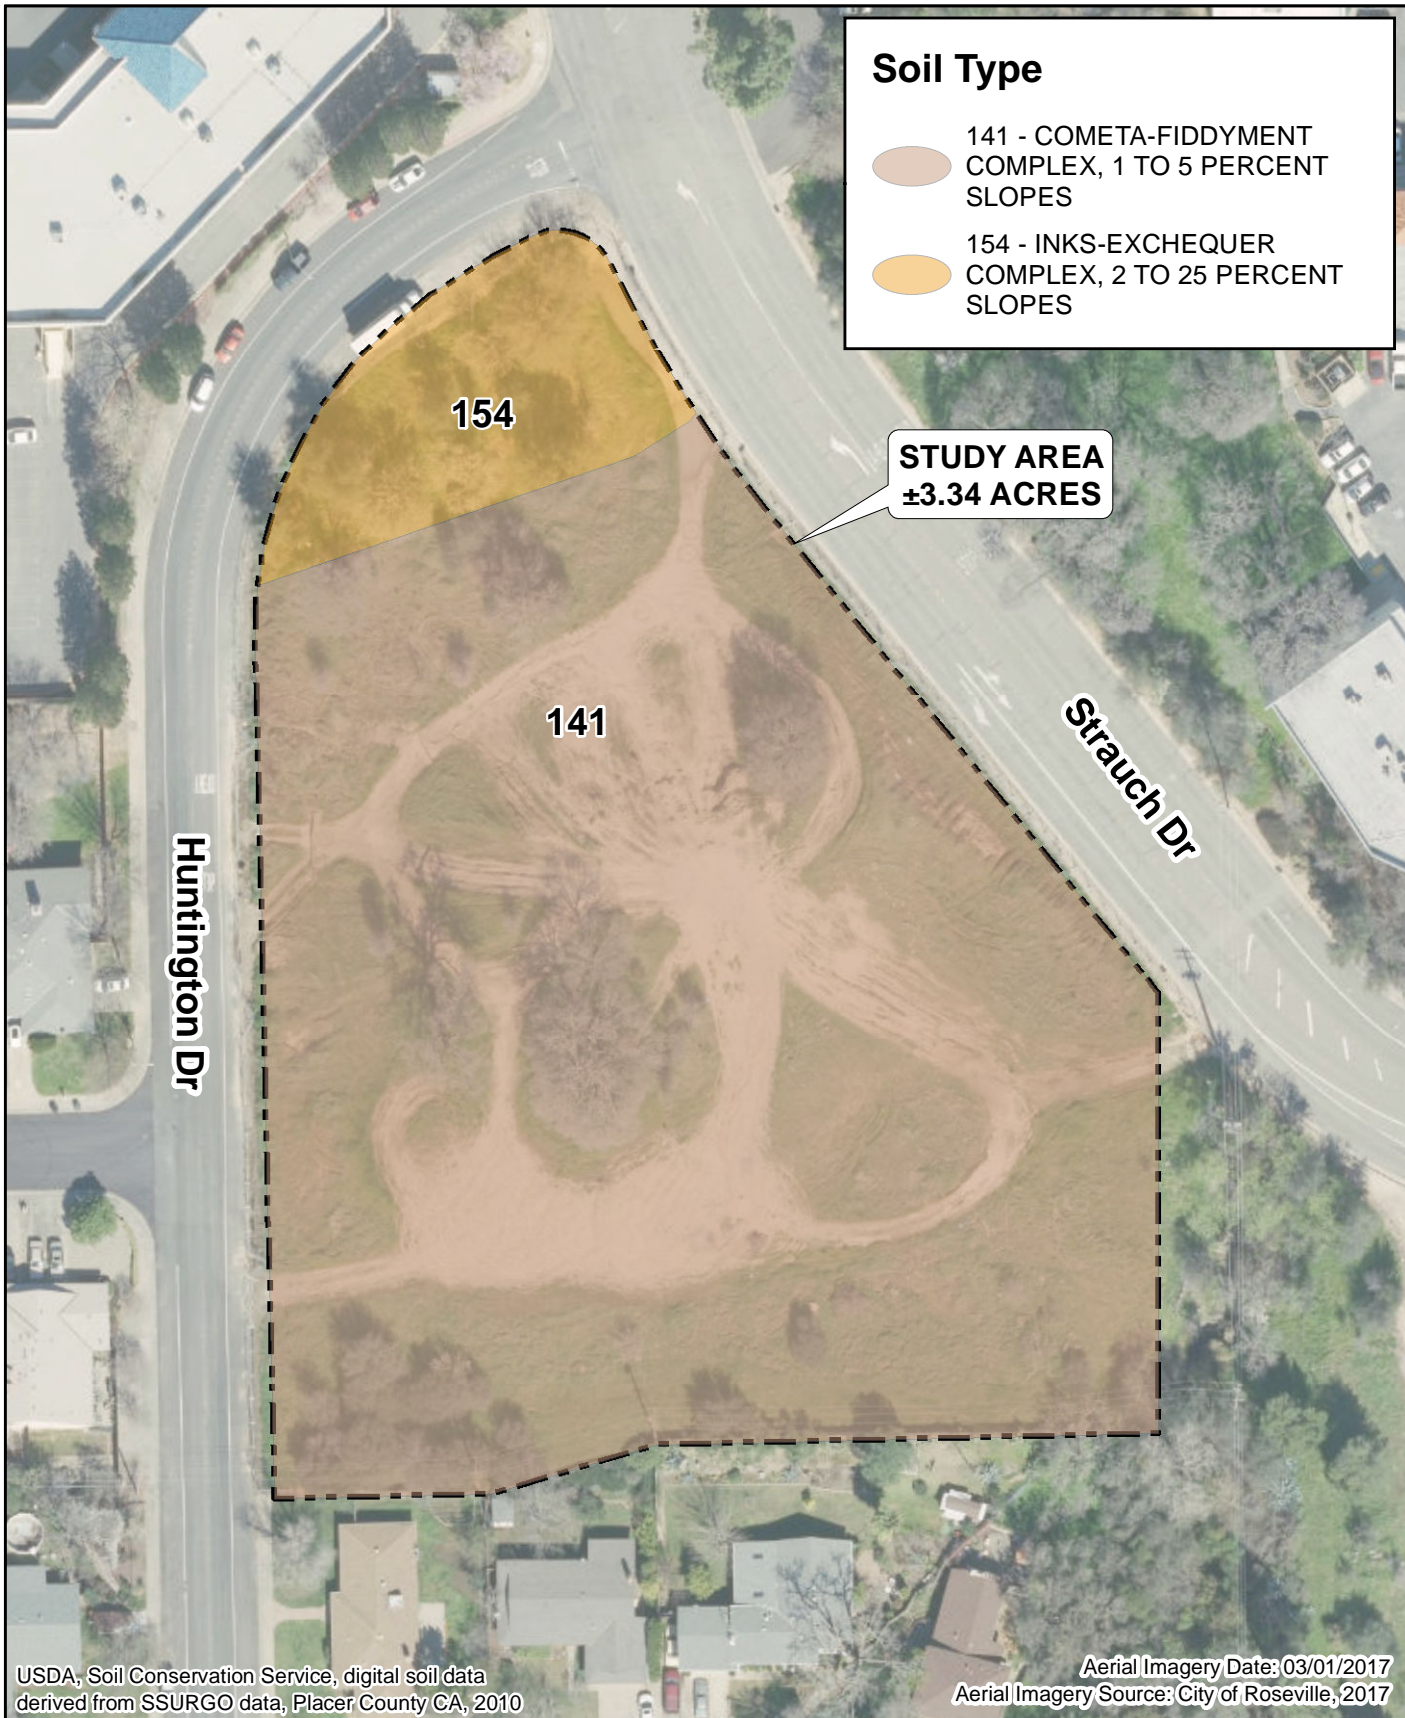 Soil Type
141 - COMETA-FIDDYMENT
COMPLEX, 1 TO 5 PERCENT
SLOPES
154 - INKS-EXCHEQUER
COMPLEX, 2 TO 25 PERCENT
SLOPES
154
STUDY AREA
±3.34 ACRES
141
Strauch Dr
Huntington Dr
USDA, Soil Conservation Service, digital soil data
derived from SSURGO data, Placer County CA, 2010
Aerial Imagery Date: 03/01/2017
Aerial Imagery Source: City of Roseville, 2017